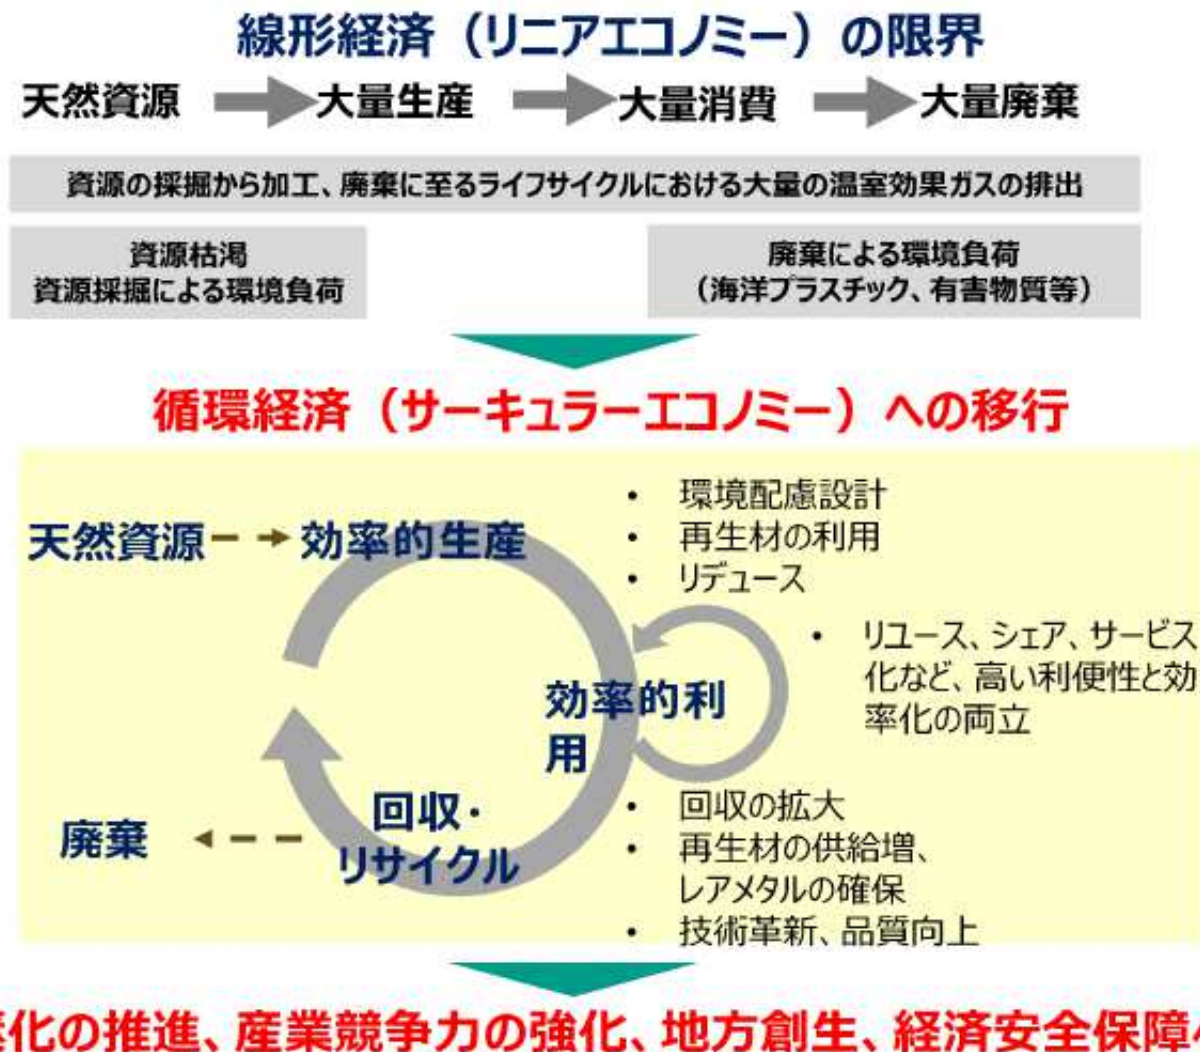 線形経済（リニアエコノミー）の限界
天然資源 大量生産 大量消費 大量廃棄
資源の採掘から加工、廃棄に至るライフサイクルにおける大量の温室効果ガスの排出
資源枯渇
資源採掘による環境負荷
廃棄による環境負荷
（海洋プラスチック、有害物質等）
循環経済（サーキュラーエコノミー）への移行
天然資源 効率的生産
• 環境配慮設計
• 再生材の利用
• リデュース
• リユース、シェア、サービス
化など、高い利便性と効
率化の両立
効率的利
用
回収・
リサイクル
廃棄
• 回収の拡大
• 再生材の供給増、
レアメタルの確保
• 技術革新、品質向上
化の推進、産業競争力の強化、地方創生、経済安全保障